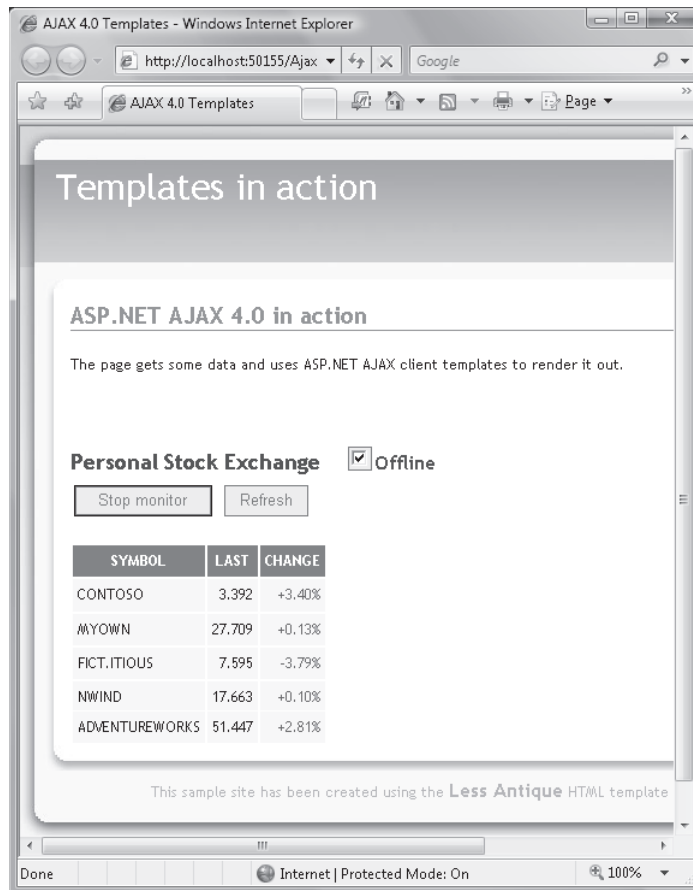 AJAX 4.0 Templates - Windows Internet Explorer
http://localhost:50155/Ajax
Google
AJAX 4.0 Templates
Page
Templates in action
ASP.NET AJAX 4.0 in action
The page gets some data and uses ASP.NET AJAX client templates to render it out.
Personal Stock Exchange Offline
Stop monitor Refresh
SYMBOL LAST CHANGE
CONTOSO 3.392 +3.40%
MYOWN 27.709 +0.13%
FICT.ITIOUS 7.595 -3.79%
NWIND 17.663 +0.10%
ADVENTUREWORKS 51.447 +2.81%
This sample site has been created using the Less Antique HTML template
Done Internet | Protected Mode: On 100%